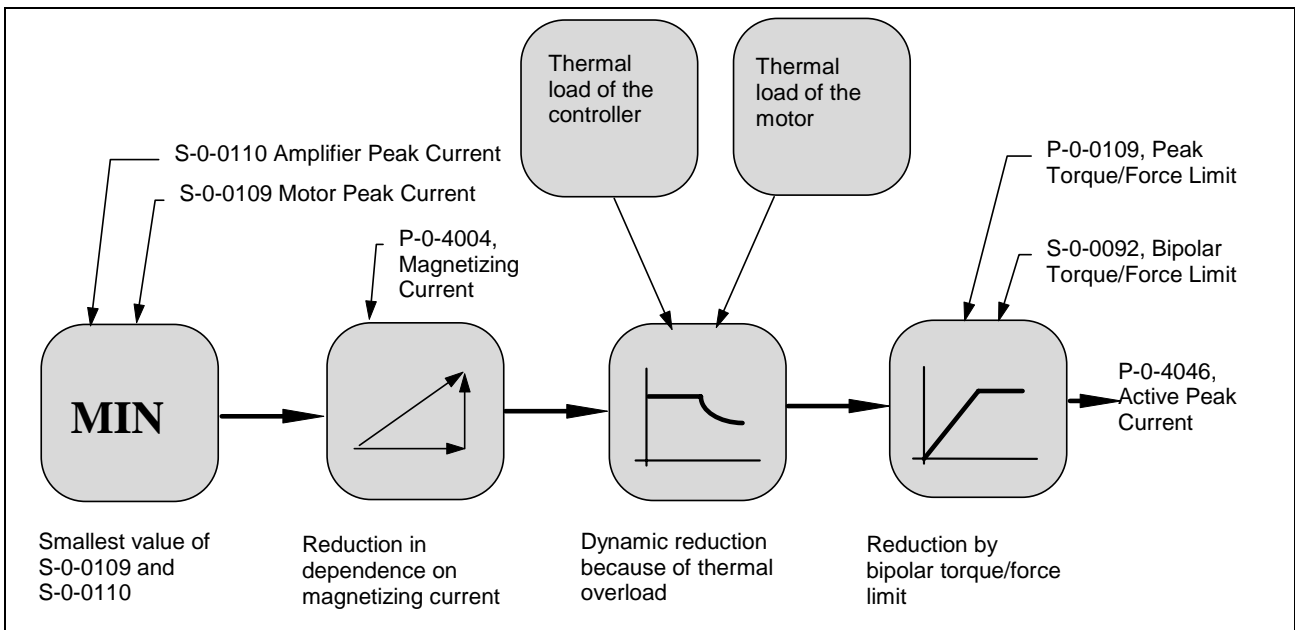 Thermal
load of the
controller
Thermal
load of the
motor
S-0-0110 Amplifier Peak Current
S-0-0109 Motor Peak Current
P-0-4004,
Magnetizing
Current
P-0-0109, Peak
Torque/Force Limit
S-0-0092, Bipolar
Torque/Force Limit
MIN
P-0-4046,
Active Peak
Current
Smallest value of
S-0-0109 and
S-0-0110
Reduction in
dependence on
magnetizing current
Dynamic reduction
because of thermal
overload
Reduction by
bipolar torque/force
limit